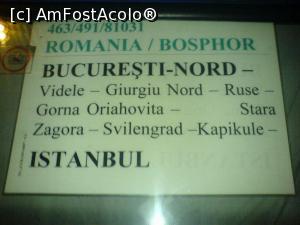 [c] AmFostAcolo®
463/491/81031
ROMANIA / BOSPHOR
BUCUREŞTI-NORD –
Videle – Giurgiu Nord – Ruse –
Gorna Oriahovita – Stara
Zagora – Svilengrad –Kapikule –
ISTANBUL